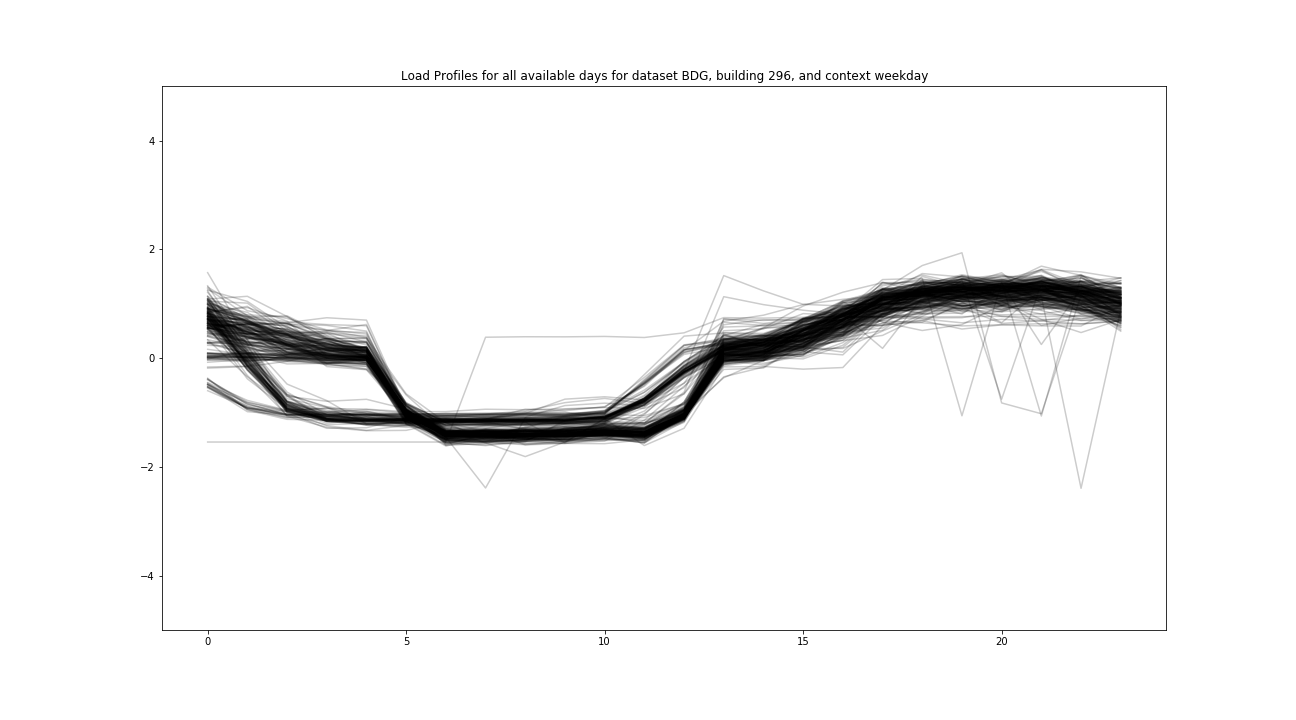 Load Profiles for all available days for dataset BDG, building 296, and context weekday
4
2
0
−2
−4
0 5 10 15 20